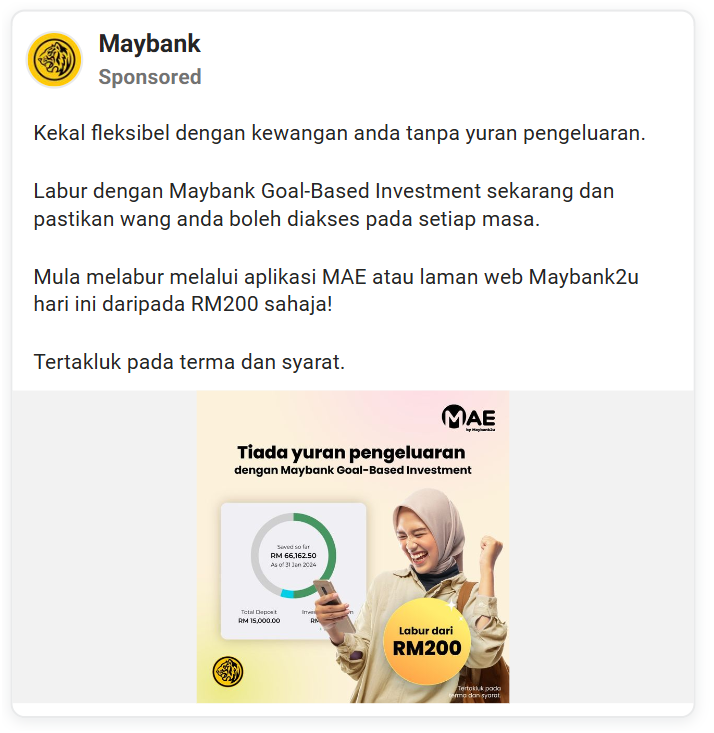 Maybank
Sponsored
Kekal fleksibel dengan kewangan anda tanpa yuran pengeluaran.
Labur dengan Maybank Goal-Based Investment sekarang dan
pastikan wang anda boleh diakses pada setiap masa.
Mula melabur melalui aplikasi MAE atau laman web Maybank2u
hari ini daripada RM200 sahaja!
Tertakluk pada terma dan syarat.
MAE
by Maybank2u
Tiada yuran pengeluaran
dengan Maybank Goal-Based Investment
Saved so far
RM 66,162.50
As of 31 Jan 2024
Total Deposit
RM 15,000.00
Labur dari
RM200
Tertakluk pada
terma dan syarat.